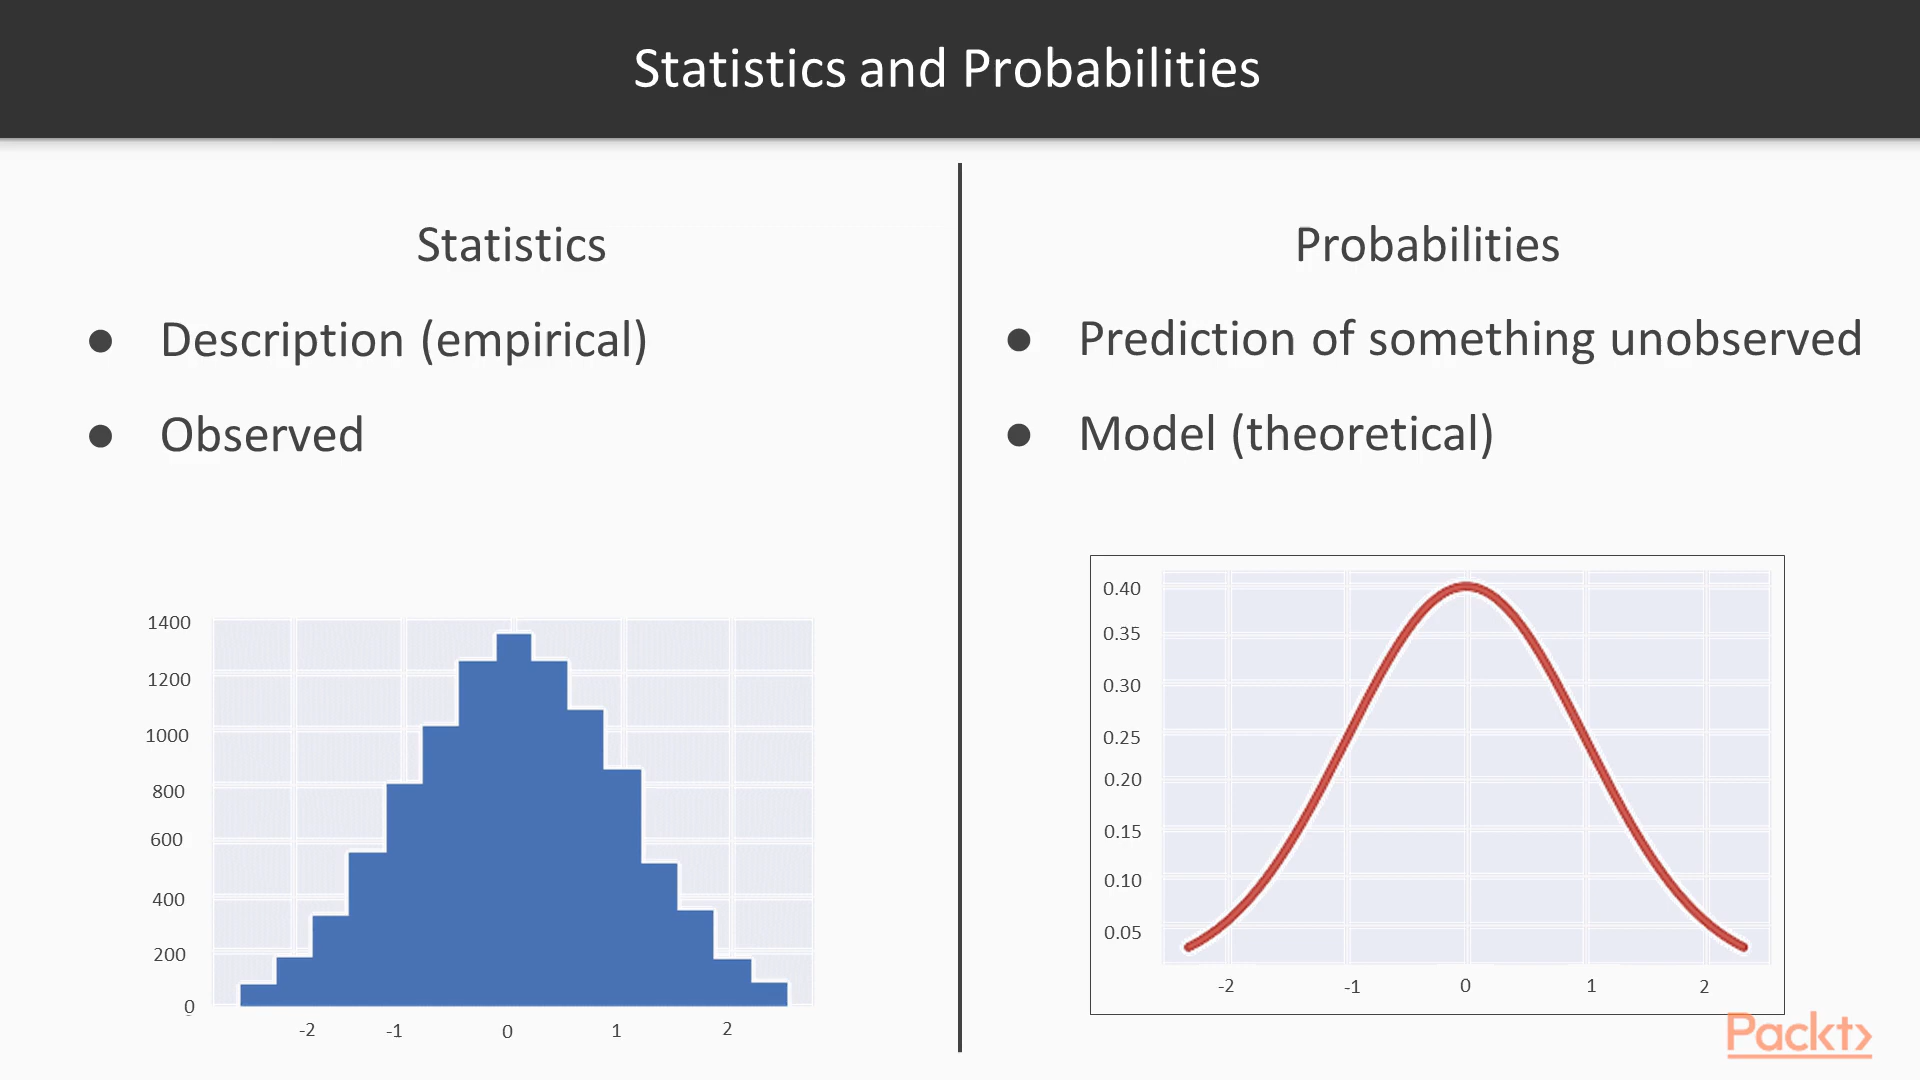 Statistics and Probabilities
Statistics
● Description (empirical)
● Observed
1400
1200
1000
800
600
400
200
0
-2 -1 0 1 2
Probabilities
● Prediction of something unobserved
● Model (theoretical)
0.40
0.35
0.30
0.25
0.20
0.15
0.10
0.05
-2 -1 0 1 2
Packt>